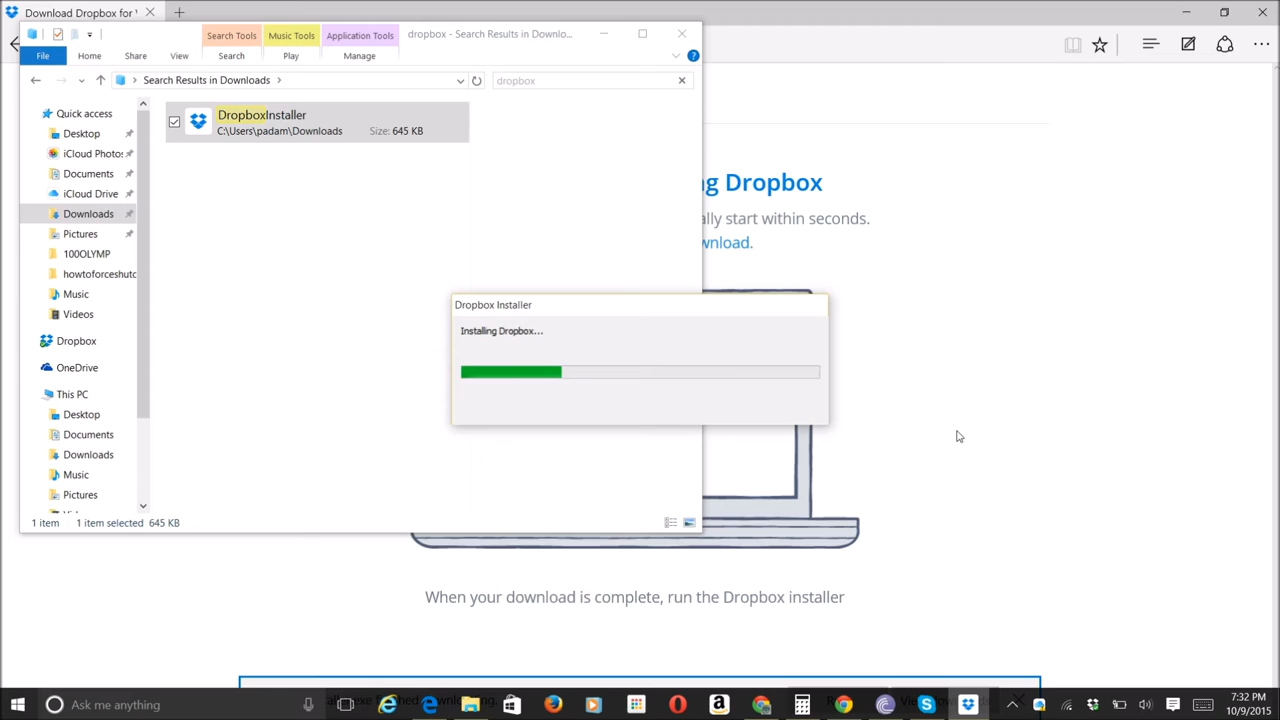 Download Dropbox for
Search Tools
Music Tools
Application Tools
dropbox - Search Results in Downlo...
File
Home
Share
View
Search
Play
Manage
Search Results in Downloads
dropbox
Quick access
Desktop
iCloud Photos
Documents
iCloud Drive
Downloads
Pictures
100OLYMP
howtoforceshutc
Music
Videos
Dropbox
OneDrive
This PC
Desktop
Documents
Downloads
Music
Pictures
DropboxInstaller
C:\Users\padam\Downloads
Size: 645 KB
1 item
1 item selected
645 KB
ng Dropbox
ally start within seconds.
wnload.
Dropbox Installer
Installing Dropbox...
When your download is complete, run the Dropbox installer
Ask me anything
7:32 PM
10/9/2015